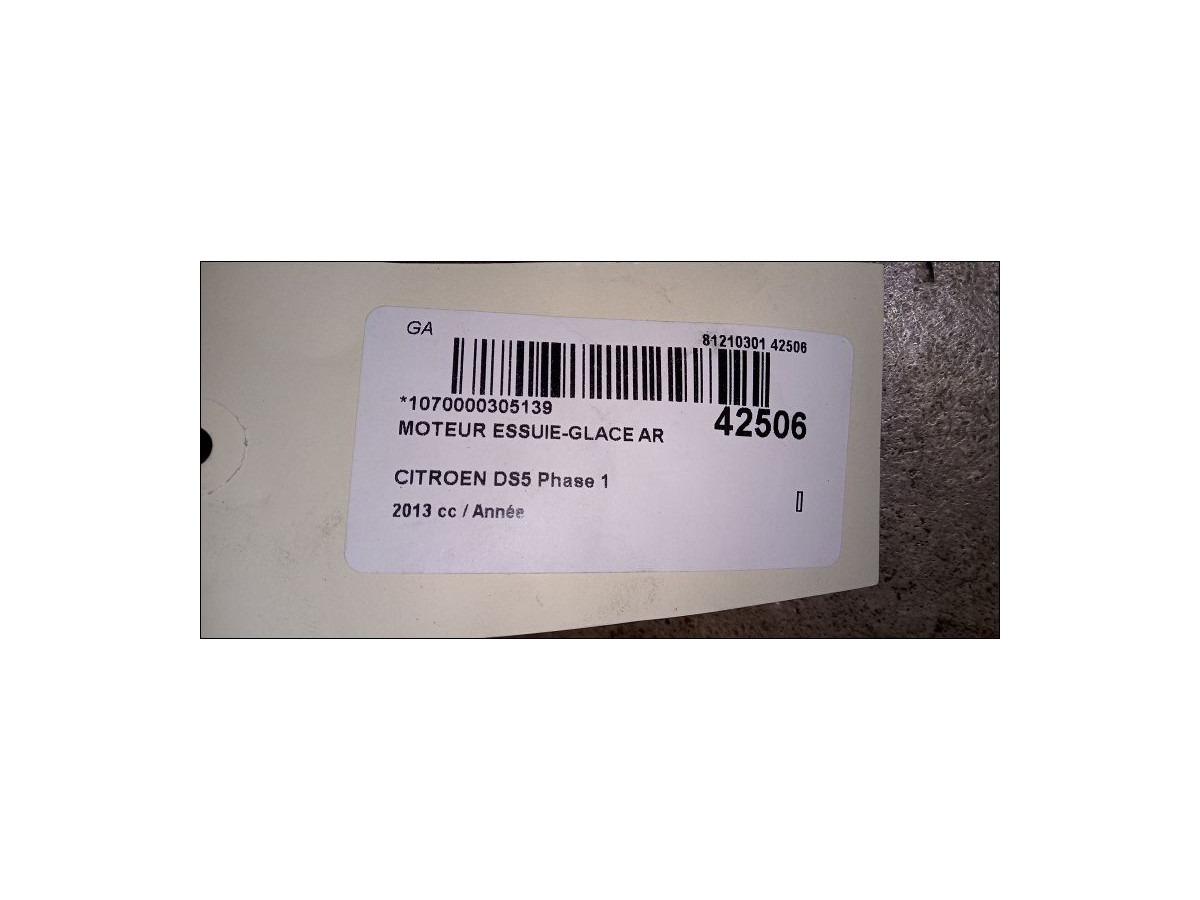 GA
81210301 42506
*1070000305139
42506
MOTEUR ESSUIE-GLACE AR
CITROEN DS5 Phase 1
2013 cc / Année